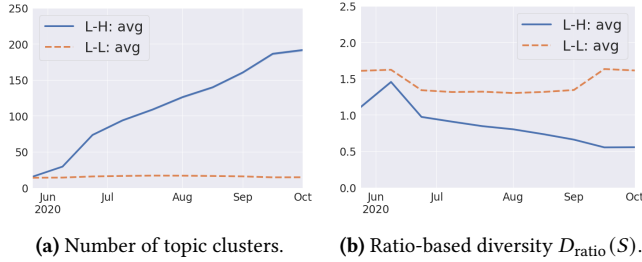 250
200
150
100
50
0
L-H: avg
L-L: avg
Jun
2020
Jul
Aug
Sep
Oct
(a) Number of topic clusters.
2.5
2.0
1.5
1.0
0.5
0.0
L-H: avg
L-L: avg
Jun
2020
Jul
Aug
Sep
Oct
(b) Ratio-based diversity D_ratio(S).